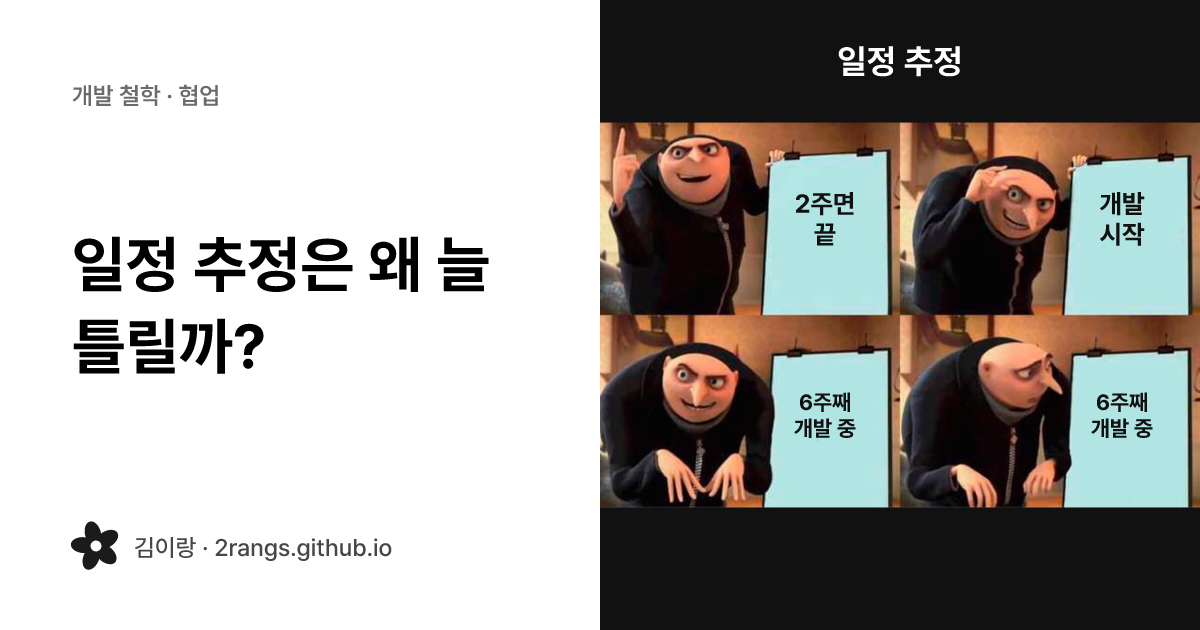 개발 철학 · 협업
일정 추정은 왜 늘
틀릴까?
김이랑 · 2rangs.github.io
일정 추정
2주면
끝
개발
시작
6주째
개발 중
6주째
개발 중